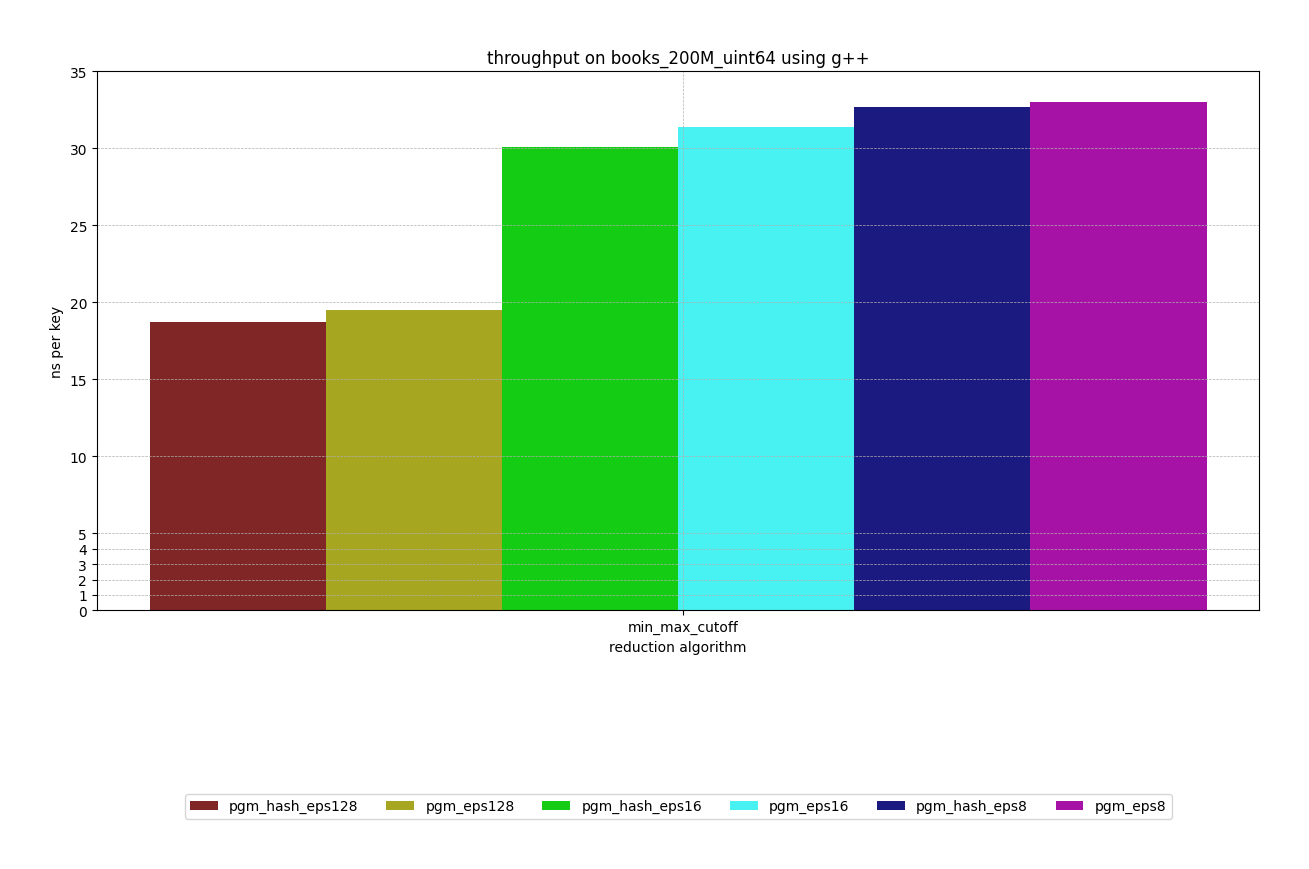 throughput on books_200M_uint64 using g++
35
30
25
20
15
10
5
4
3
2
1
0
ns per key
min_max_cutoff
reduction algorithm
pgm_hash_eps128 pgm_eps128 pgm_hash_eps16 pgm_eps16 pgm_hash_eps8 pgm_eps8